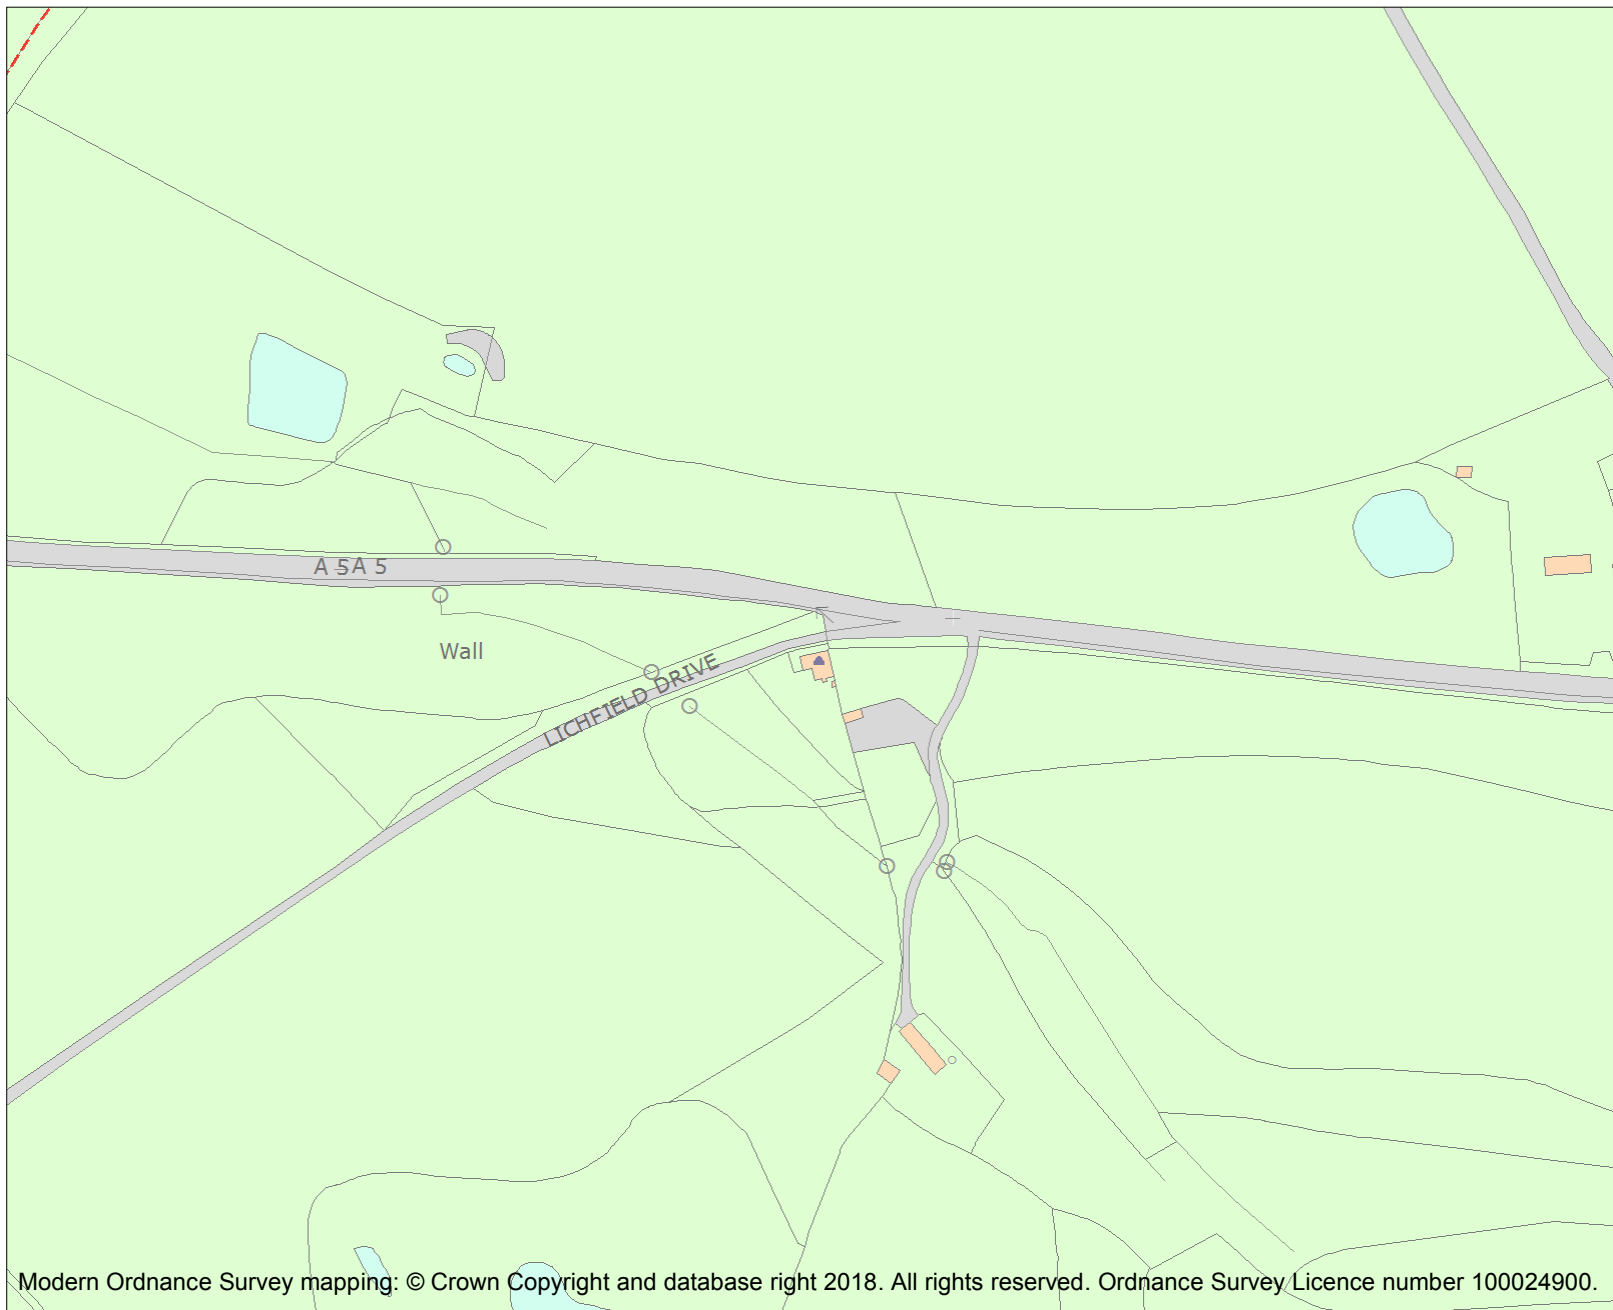 A 5 A 5
Wall
LICHFIELD DRIVE
Modern Ordnance Survey mapping: © Crown Copyright and database right 2018. All rights reserved. Ordnance Survey Licence number 100024900.